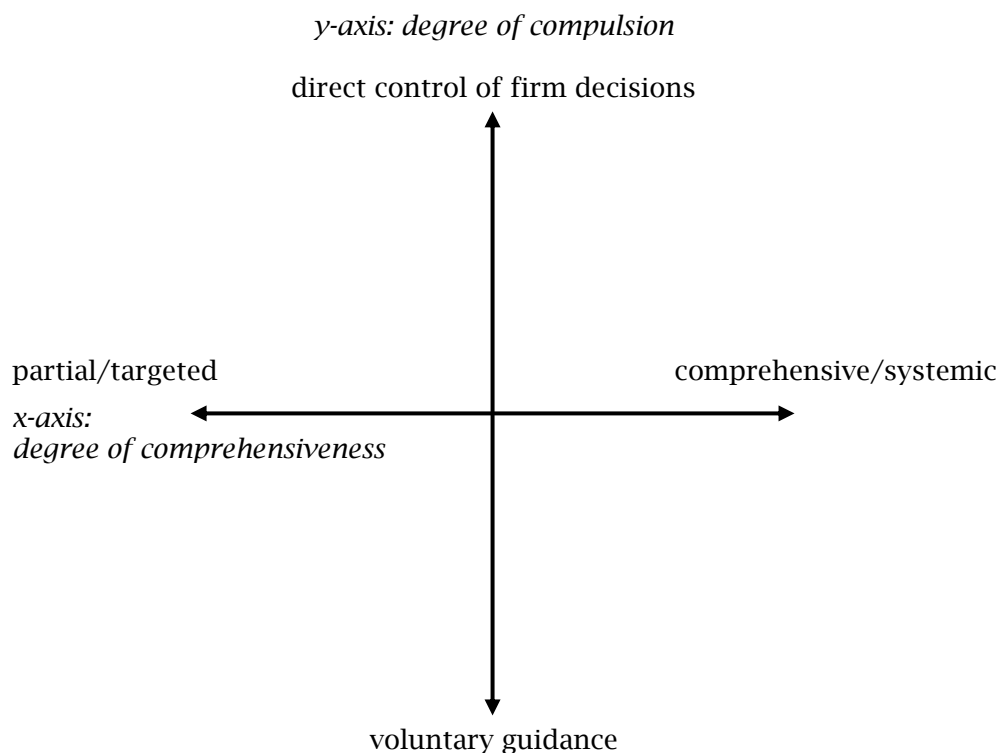 y-axis: degree of compulsion
direct control of firm decisions
partial/targeted
comprehensive/systemic
x-axis:
degree of comprehensiveness
voluntary guidance